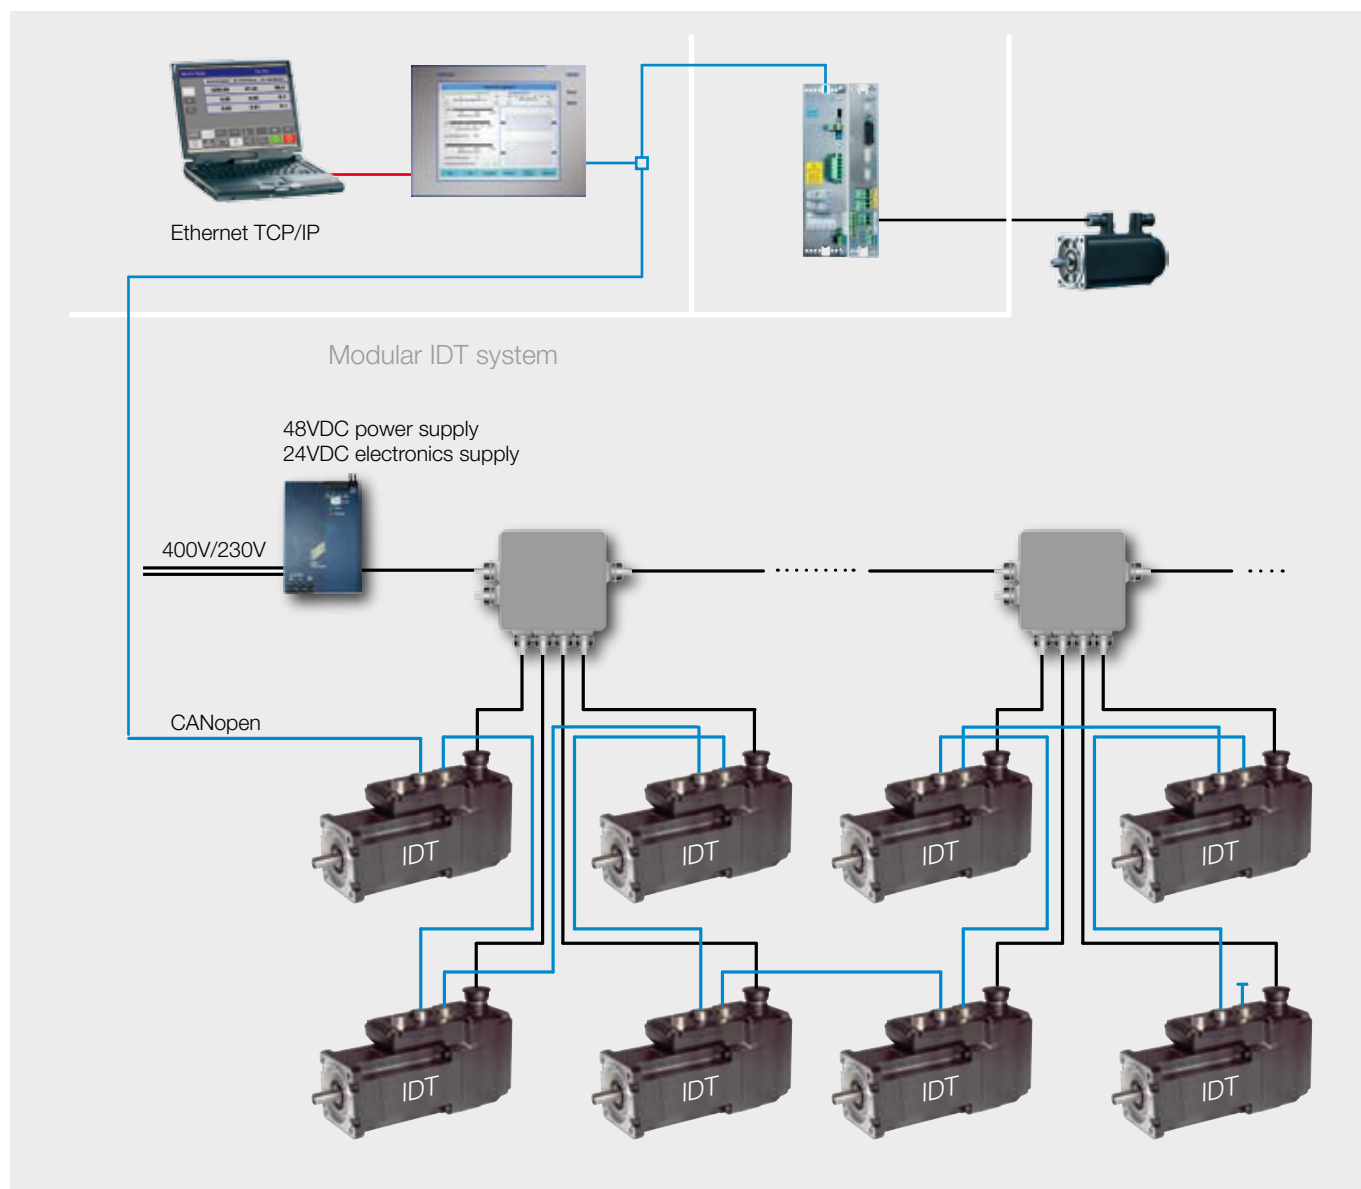 Ethernet TCP/IP
Modular IDT system
48VDC power supply
24VDC electronics supply
400V/230V
CANopen
IDT
IDT
IDT
IDT
IDT
IDT
IDT
IDT